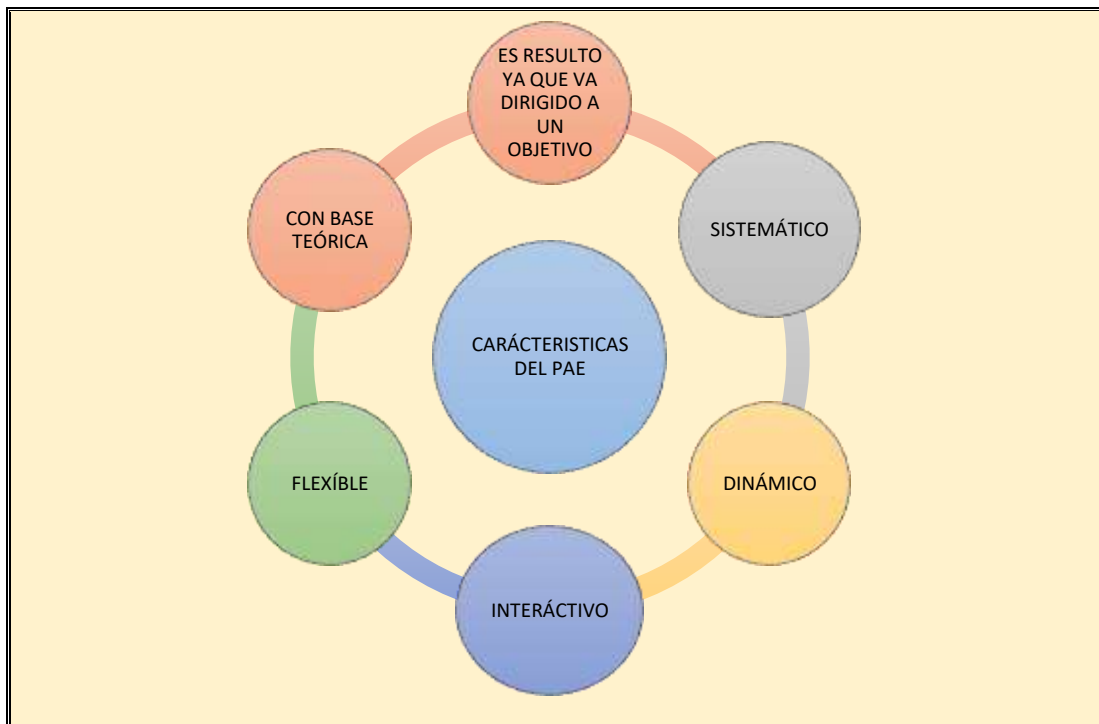 ES RESULTO
YA QUE VA
DIRIGIDO A
UN
OBJETIVO
CON BASE
TEÓRICA
SISTEMÁTICO
CARÁCTERISTICAS
DEL PAE
FLEXÍBLE
DINÁMICO
INTERÁCTIVO